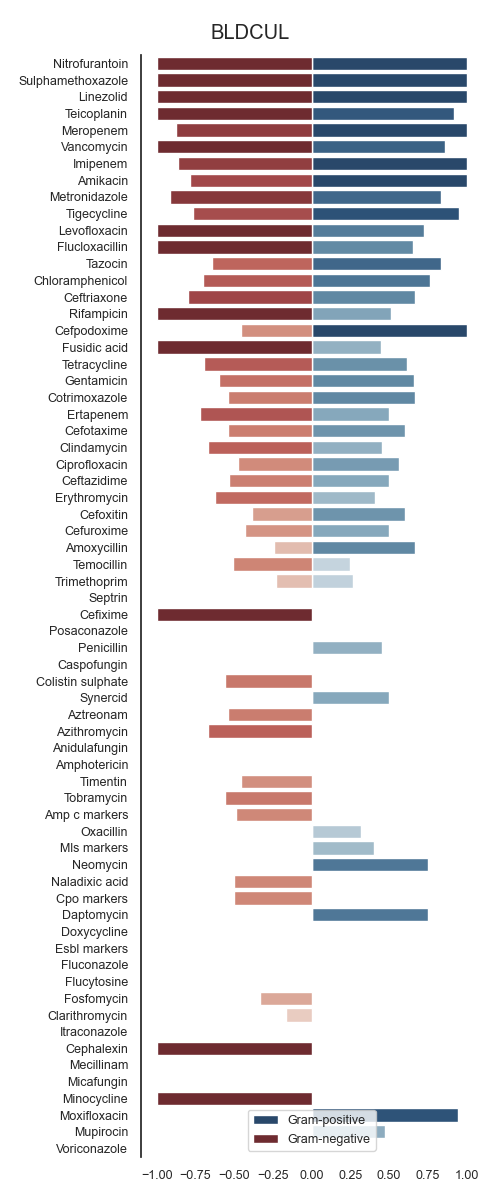 BLDCUL
Nitrofurantoin
Sulphamethoxazole
Linezolid
Teicoplanin
Meropenem
Vancomycin
Imipenem
Amikacin
Metronidazole
Tigecycline
Levofloxacin
Flucloxacillin
Tazocin
Chloramphenicol
Ceftriaxone
Rifampicin
Cefpodoxime
Fusidic acid
Tetracycline
Gentamicin
Cotrimoxazole
Ertapenem
Cefotaxime
Clindamycin
Ciprofloxacin
Ceftazidime
Erythromycin
Cefoxitin
Cefuroxime
Amoxycillin
Temocillin
Trimethoprim
Septrin
Cefixime
Posaconazole
Penicillin
Caspofungin
Colistin sulphate
Synercid
Aztreonam
Azithromycin
Anidulafungin
Amphotericin
Timentin
Tobramycin
Amp c markers
Oxacillin
Mls markers
Neomycin
Naladixic acid
Cpo markers
Daptomycin
Doxycycline
Esbl markers
Fluconazole
Flucytosine
Fosfomycin
Clarithromycin
Itraconazole
Cephalexin
Mecillinam
Micafungin
Minocycline
Moxifloxacin
Mupirocin
Voriconazole
Gram-positive
Gram-negative
−1.00 −0.75 −0.50 −0.25 0.00 0.25 0.50 0.75 1.00